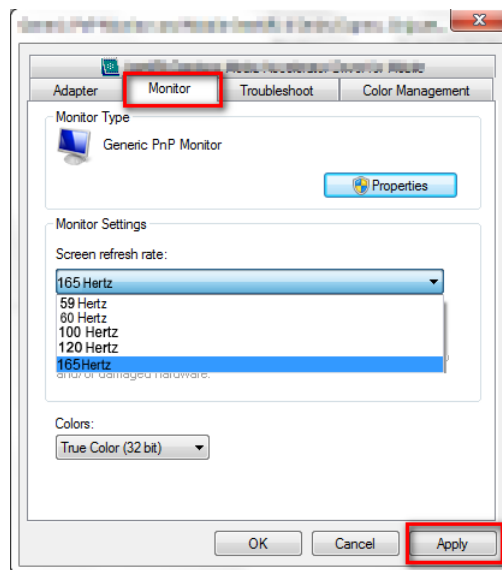 Adapter
Monitor
Troubleshoot
Color Management
Monitor Type
Generic PnP Monitor
Properties
Monitor Settings
Screen refresh rate:
165 Hertz
59 Hertz
60 Hertz
100 Hertz
120 Hertz
165Hertz
and/or damaged hardware.
Colors:
True Color (32 bit)
OK
Cancel
Apply